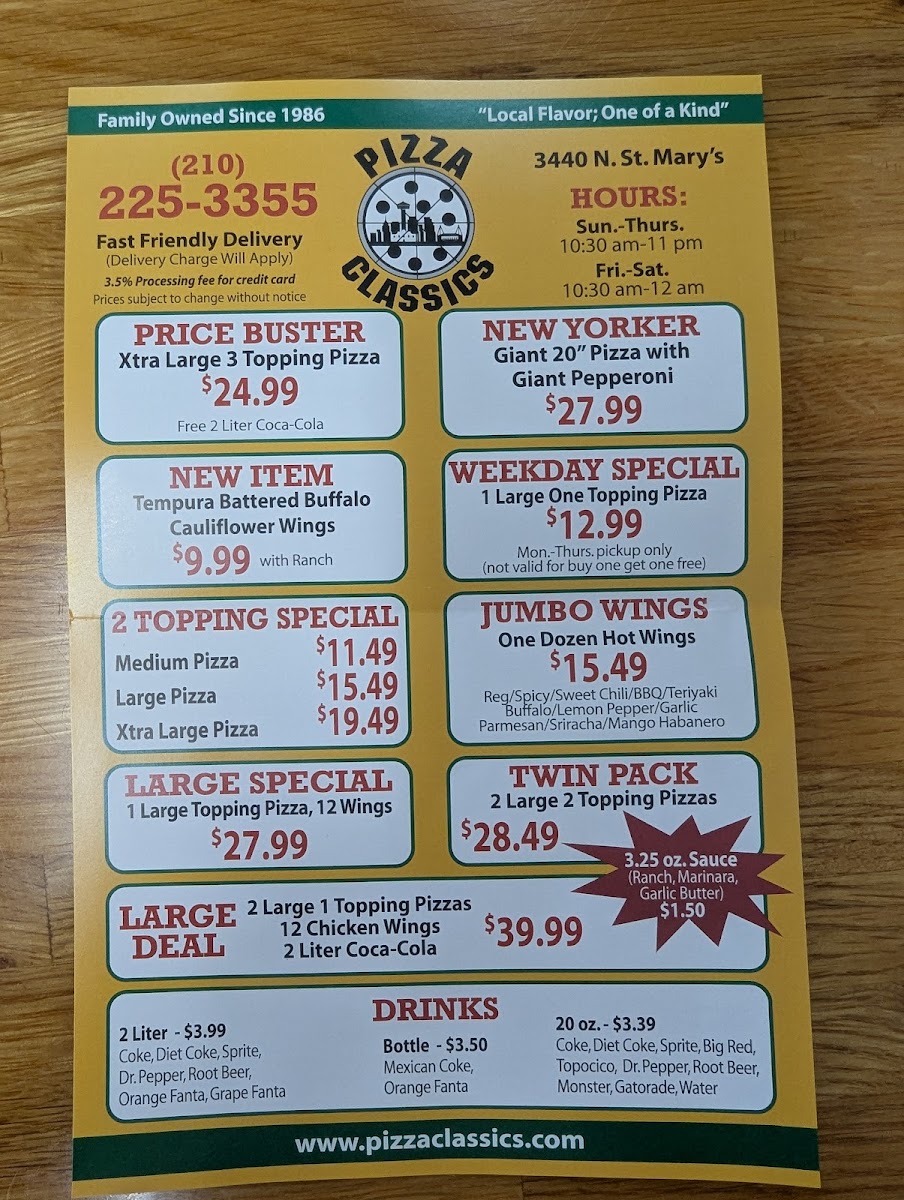 Family Owned Since 1986
"Local Flavor; One of a Kind"
(210)
225-3355
Fast Friendly Delivery
(Delivery Charge Will Apply)
3.5% Processing fee for credit card
Prices subject to change without notice
PIZZA
CLASSICS
3440 N. St. Mary's
HOURS:
Sun.-Thurs.
10:30 am-11 pm
Fri.-Sat.
10:30 am-12 am
PRICE BUSTER
Xtra Large 3 Topping Pizza
$24.99
Free 2 Liter Coca-Cola
NEW YORKER
Giant 20" Pizza with
Giant Pepperoni
$27.99
NEW ITEM
Tempura Battered Buffalo
Cauliflower Wings
$9.99 with Ranch
WEEKDAY SPECIAL
1 Large One Topping Pizza
$12.99
Mon.-Thurs. pickup only
(not valid for buy one get one free)
2 TOPPING SPECIAL
Medium Pizza $11.49
Large Pizza $15.49
Xtra Large Pizza $19.49
JUMBO WINGS
One Dozen Hot Wings
$15.49
Reg/Spicy/Sweet Chili/BBQ/Teriyaki
Buffalo/Lemon Pepper/Garlic
Parmesan/Sriracha/Mango Habanero
LARGE SPECIAL
1 Large Topping Pizza, 12 Wings
$27.99
TWIN PACK
2 Large 2 Topping Pizzas
$28.49
3.25 oz. Sauce
(Ranch, Marinara,
Garlic Butter)
$1.50
LARGE
DEAL
2 Large 1 Topping Pizzas
12 Chicken Wings
2 Liter Coca-Cola
$39.99
DRINKS
2 Liter - $3.99
Coke, Diet Coke, Sprite,
Dr. Pepper, Root Beer,
Orange Fanta, Grape Fanta
Bottle - $3.50
Mexican Coke,
Orange Fanta
20 oz. - $3.39
Coke, Diet Coke, Sprite, Big Red,
Topocico, Dr. Pepper, Root Beer,
Monster, Gatorade, Water
www.pizzaclassics.com